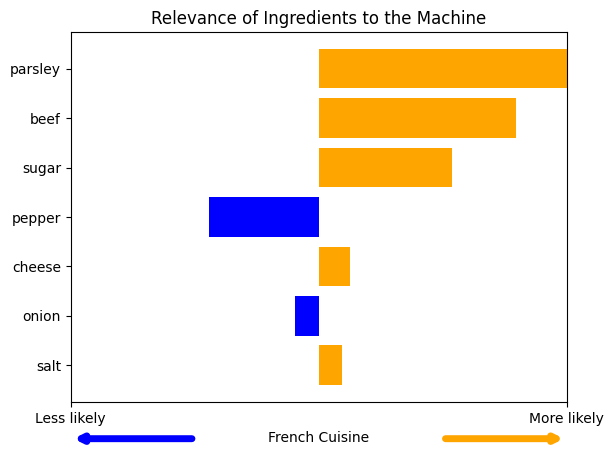 Relevance of Ingredients to the Machine
parsley
beef
sugar
pepper
cheese
onion
salt
Less likely
More likely
French Cuisine